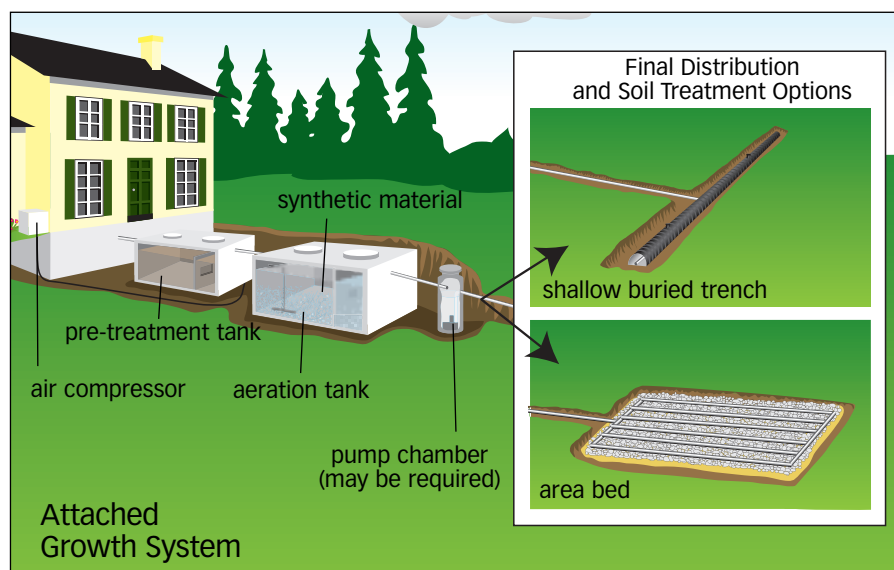 Final Distribution
and Soil Treatment Options
synthetic material
shallow buried trench
pre-treatment tank
air compressor
aeration tank
pump chamber
(may be required)
area bed
Attached
Growth System